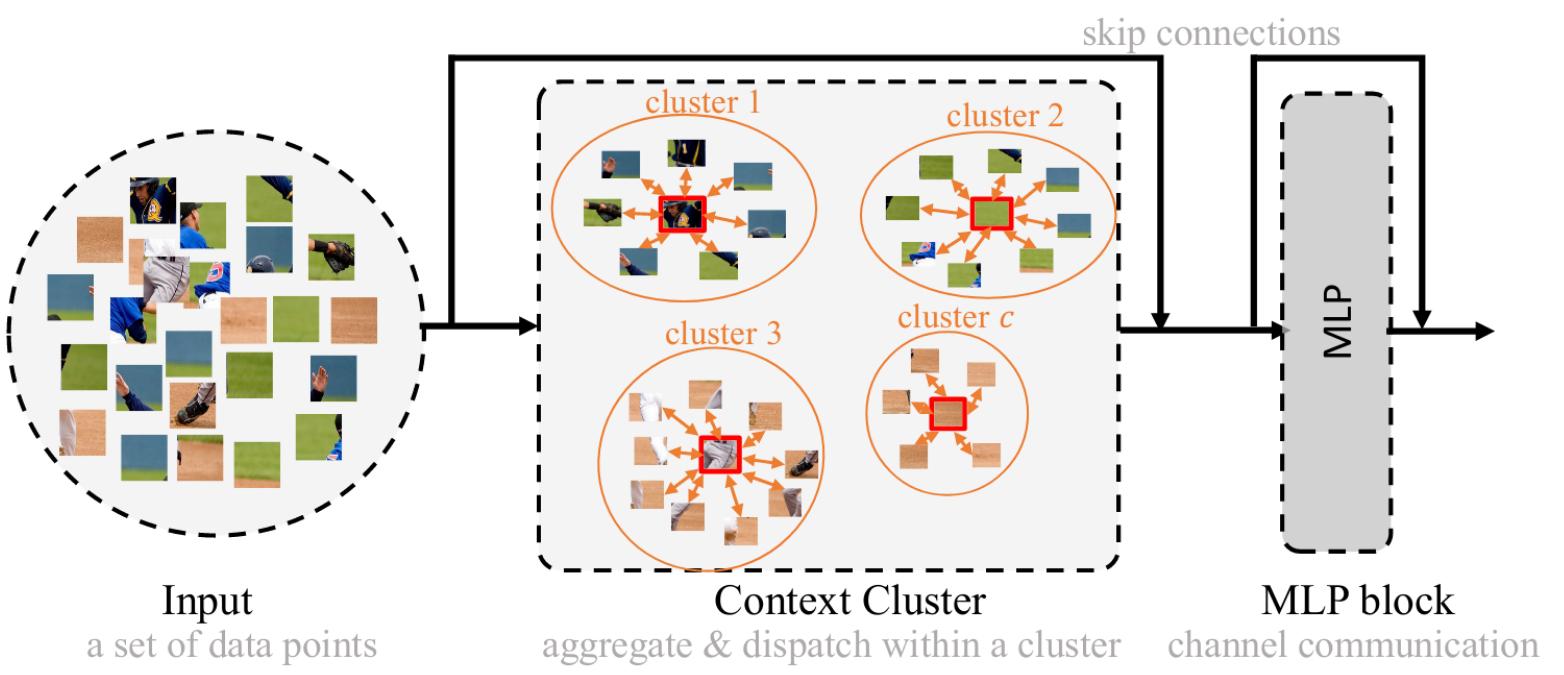 skip connections
cluster 1
cluster 2
cluster 3
cluster c
MLP
Input
a set of data points
Context Cluster
aggregate & dispatch within a cluster
MLP block
channel communication